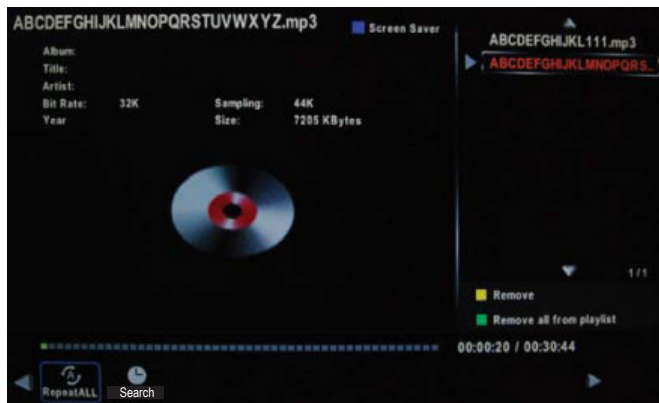 ABCDEFGHIJKLMNOPQRSTUVWXYZ.mp3
Screen Saver
Album:
Title:
Artist:
Bit Rate: 32K Sampling: 44K
Year Size: 7205 KBytes
ABCDEFGHIJKL111.mp3
ABCDEFGHIJKLMNOPQRS..
1/1
Remove
Remove all from playlist
00:00:20 / 00:30:44
A
RepeatALL
Search